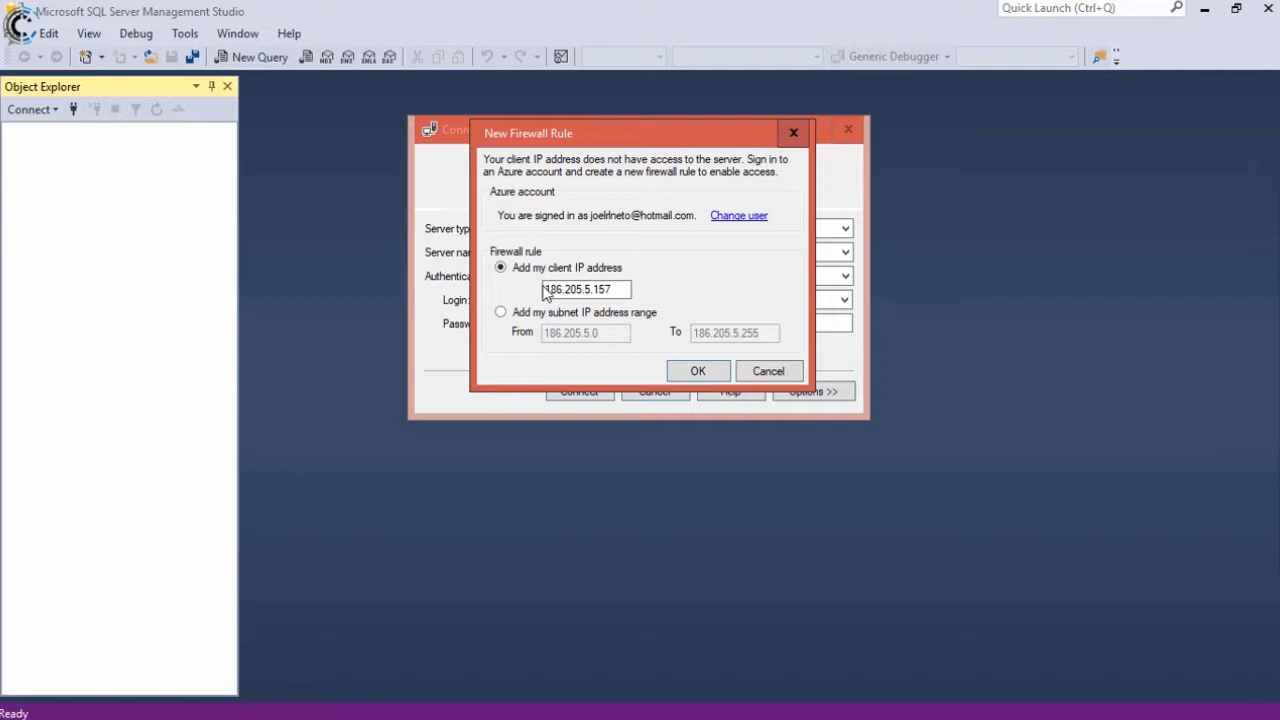 Microsoft SQL Server Management Studio
Quick Launch (Ctrl+Q)
Edit View Debug Tools Window Help
New Query
Generic Debugger
Object Explorer
Connect
New Firewall Rule
Your client IP address does not have access to the server. Sign in to
an Azure account and create a new firewall rule to enable access.
Azure account
You are signed in as joelrlneto@hotmail.com. Change user
Server typ
Firewall rule
Server nar
Add my client IP address
Authentica
186.205.5.157
Login:
Add my subnet IP address range
Passw
From 186.205.5.0 To 186.205.5.255
OK Cancel
Connect Cancel Help Options >>
Ready